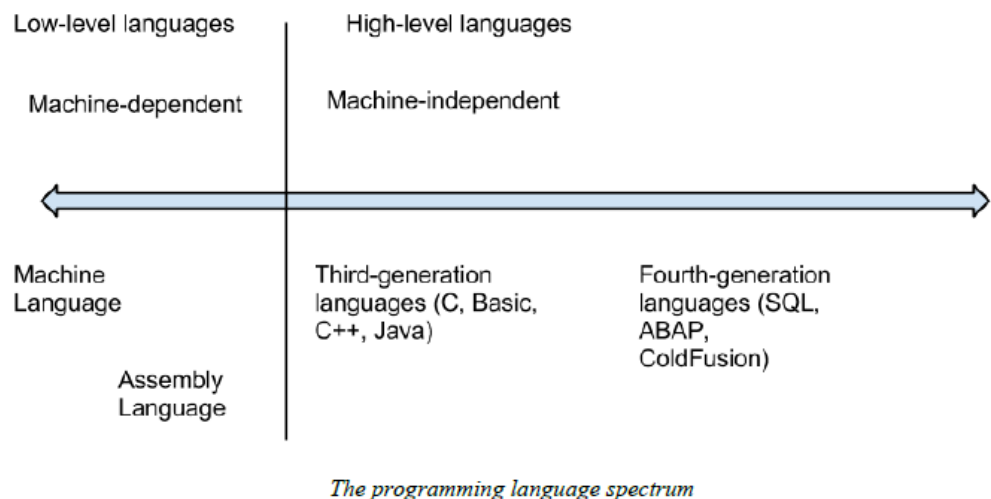 Low-level languages
High-level languages
Machine-dependent
Machine-independent
Machine
Language
Assembly
Language
Third-generation
languages (C, Basic,
C++, Java)
Fourth-generation
languages (SQL,
ABAP,
ColdFusion)
The programming language spectrum